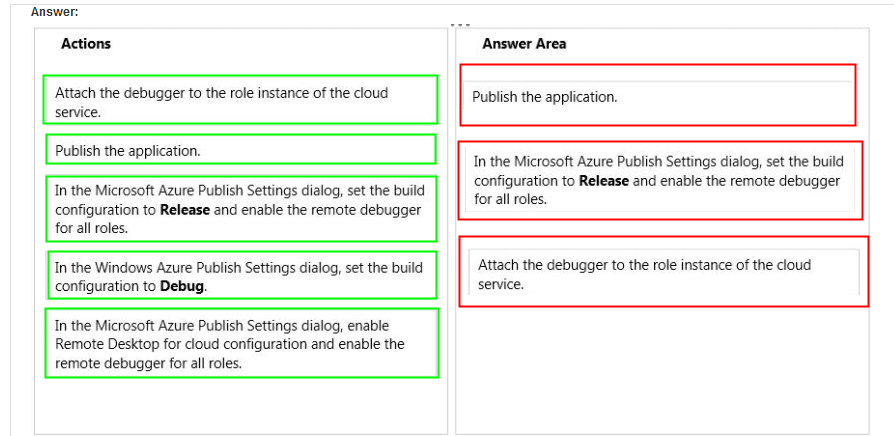 Answer:
Actions
Attach the debugger to the role instance of the cloud
service.
Publish the application.
In the Microsoft Azure Publish Settings dialog, set the build
configuration to Release and enable the remote debugger
for all roles.
In the Windows Azure Publish Settings dialog, set the build
configuration to Debug.
In the Microsoft Azure Publish Settings dialog, enable
Remote Desktop for cloud configuration and enable the
remote debugger for all roles.
Answer Area
Publish the application.
In the Microsoft Azure Publish Settings dialog, set the build
configuration to Release and enable the remote debugger
for all roles.
Attach the debugger to the role instance of the cloud
service.